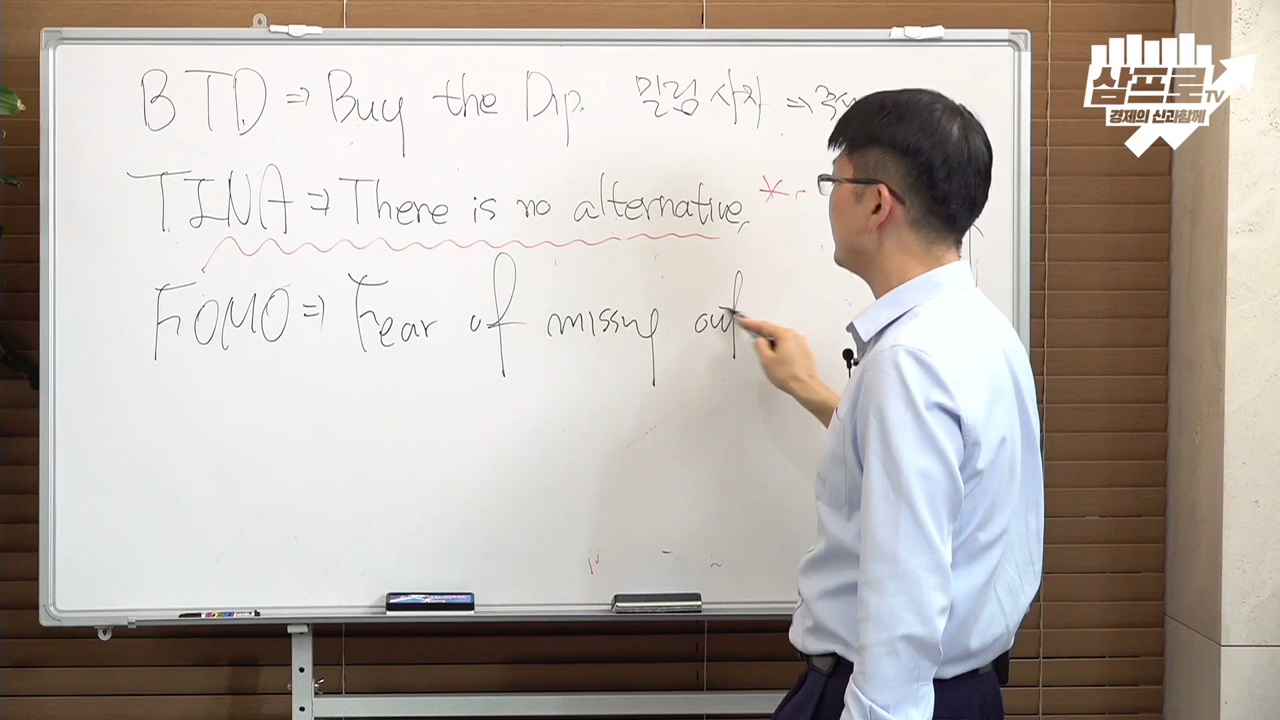 BTD ⇒ Buy the Dip. 밀렵 사자 ⇒
TINA ⇒ There is no alternative,
FOMO ⇒ Fear of missing out
삼프로TV
경제의 신과함께